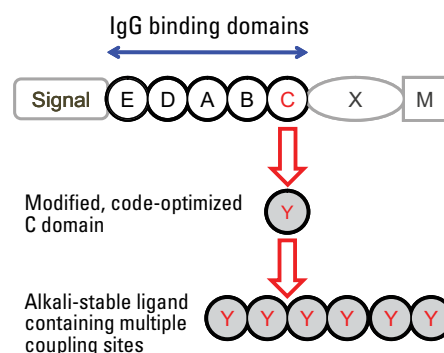 IgG binding domains
Signal E D A B C X M
Modified, code-optimized
C domain
Y
Alkali-stable ligand
containing multiple
coupling sites
Y Y Y Y Y Y